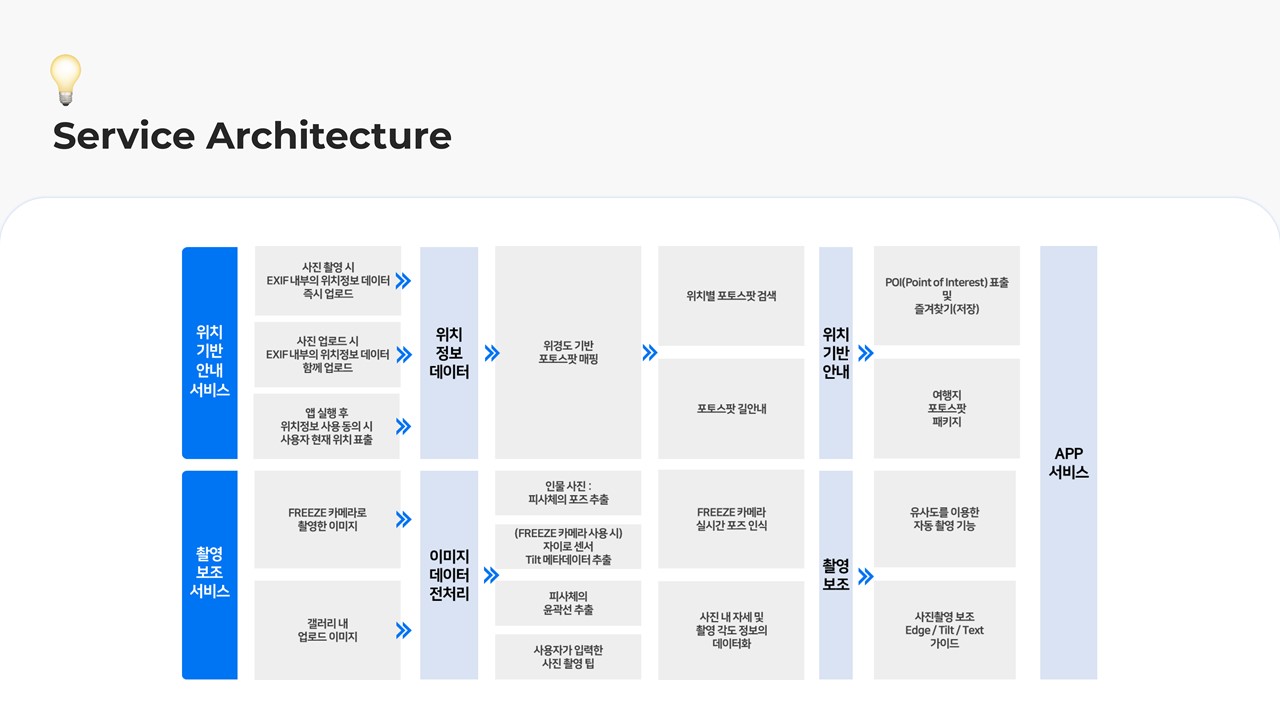 Service Architecture
위치
기반
안내
서비스
사진 촬영 시
EXIF 내부의 위치정보 데이터
즉시 업로드
사진 업로드 시
EXIF 내부의 위치정보 데이터
함께 업로드
앱 실행 후
위치정보 사용 동의 시
사용자 현재 위치 표출
위치
정보
데이터
위경도 기반
포토스팟 매핑
위치별 포토스팟 검색
포토스팟 길안내
위치
기반
안내
POI(Point of Interest) 표출
및
즐겨찾기(저장)
여행지
포토스팟
패키지
APP
서비스
촬영
보조
서비스
FREEZE 카메라로
촬영한 이미지
갤러리 내
업로드 이미지
이미지
데이터
전처리
인물 사진 :
피사체의 포즈 추출
(FREEZE 카메라 사용 시)
자이로 센서
Tilt 메타데이터 추출
피사체의
윤곽선 추출
사용자가 입력한
사진 촬영 팁
FREEZE 카메라
실시간 포즈 인식
사진 내 자세 및
촬영 각도 정보의
데이터화
촬영
보조
유사도를 이용한
자동 촬영 기능
사진촬영 보조
Edge / Tilt / Text
가이드